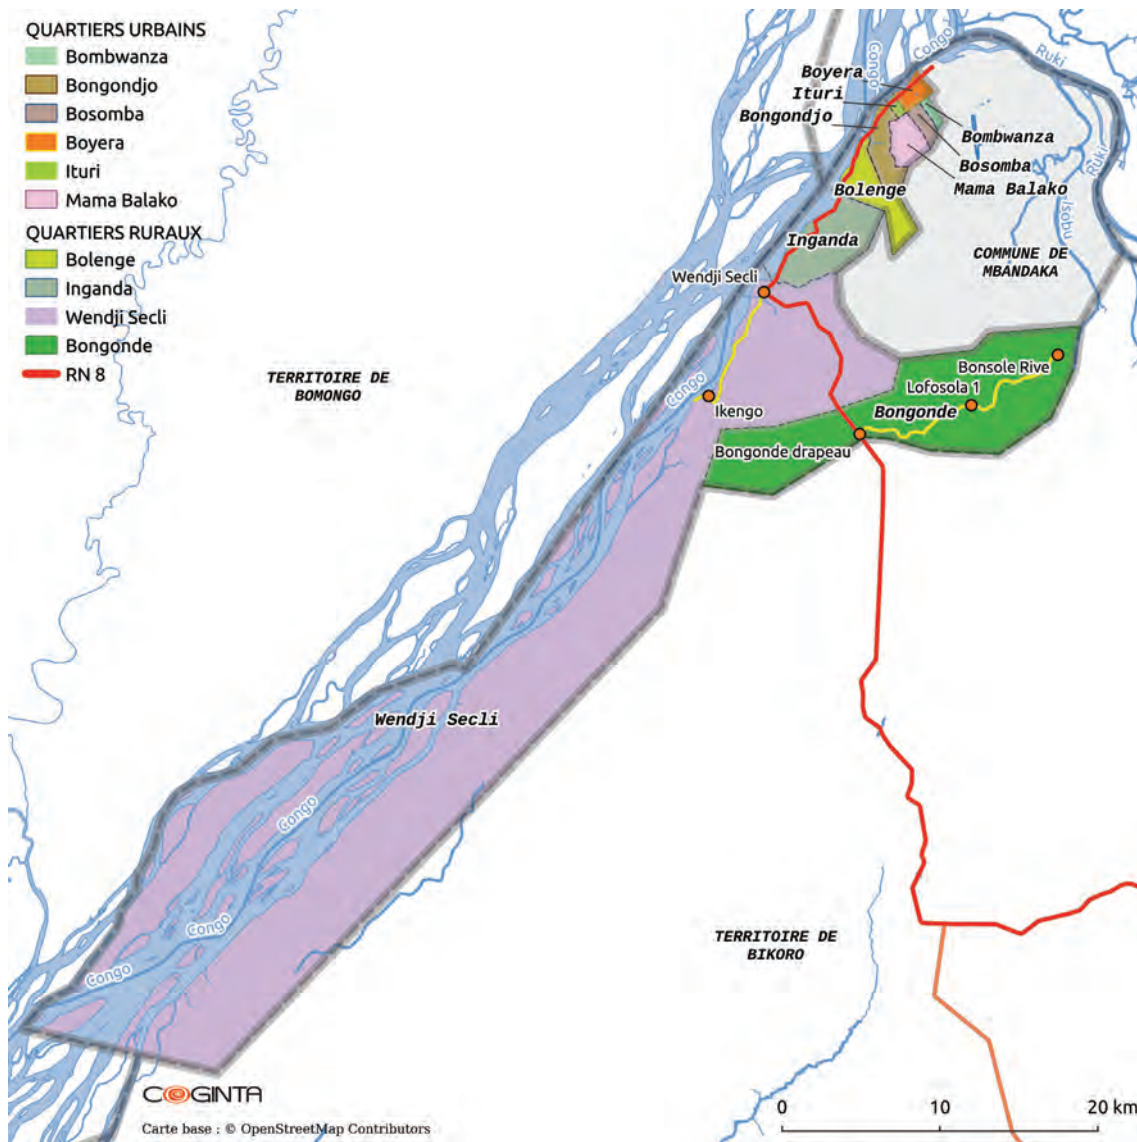 QUARTIERS URBAINS
Bombwanza
Bongondjo
Bosomba
Boyera
Ituri
Mama Balako
QUARTIERS RURAUX
Bolenge
Inganda
Wendji Secli
Bongonde
RN 8
Congo
Congo
Ruki
Boyera
Ituri
Bongondjo
Bombwanza
Bosomba
Mama Balako
Ruki
Isobu
Bolenge
Inganda
COMMUNE DE
MBANDAKA
Wendji Secli
TERRITOIRE DE
BOMONGO
Congo
Ikengo
Bonsole Rive
Lofosola 1
Bongonde
Bongonde drapeau
Wendji Secli
Congo
Congo
Congo
TERRITOIRE DE
BIKORO
COGINTA
Carte base : © OpenStreetMap Contributors
0 10 20 km